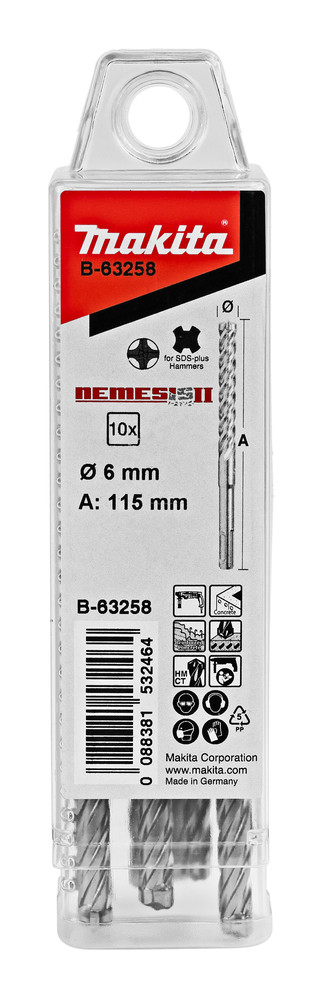 Makita®
B-63258
for SDS-plus
Hammers
NEMESIS II
10x
Ø
A
Ø 6 mm
A: 115 mm
B-63258
Concrete
HM
CT
0 088381 532464
5
PP
Makita Corporation
www.makita.com
Made in Germany